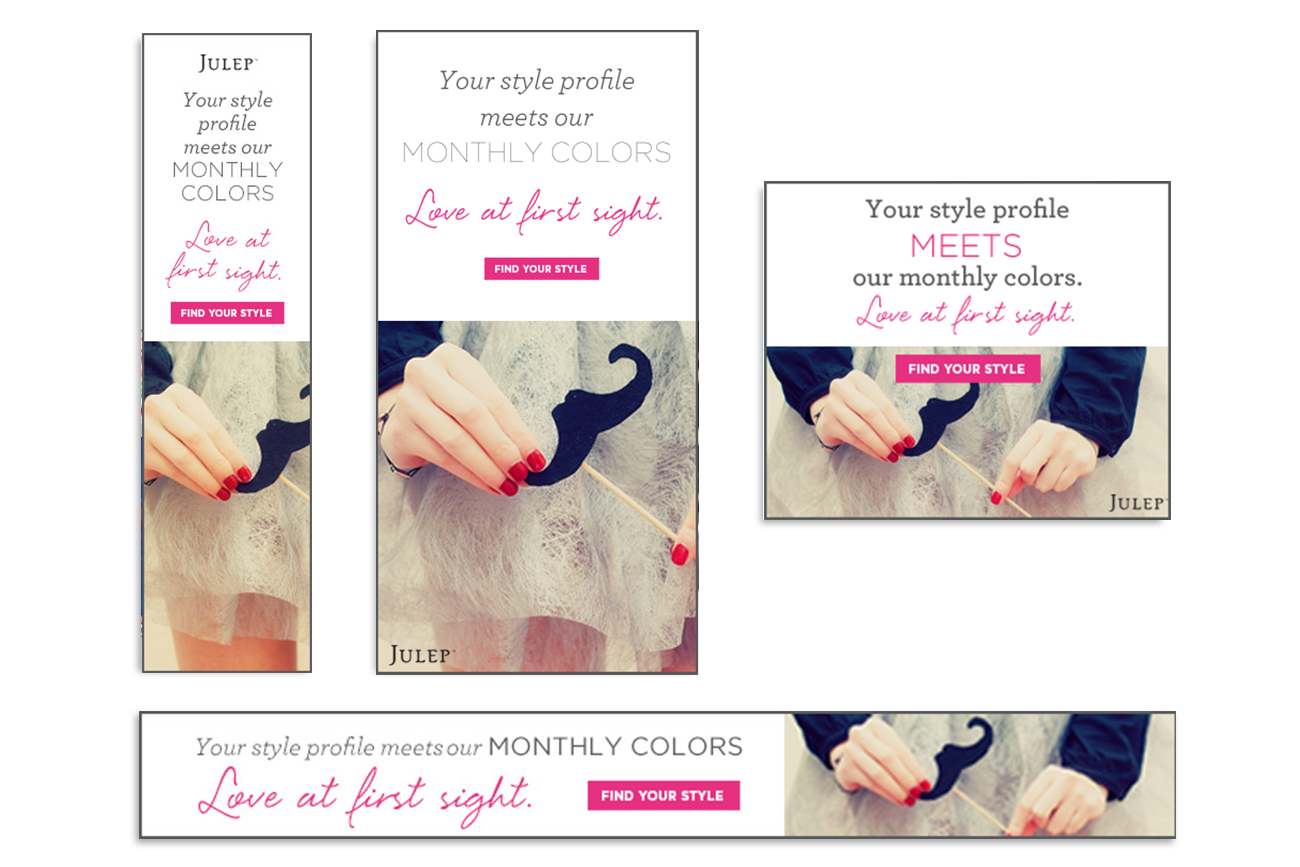 JULEP
Your style
profile
meets our
MONTHLY
COLORS
Love at
first sight.
FIND YOUR STYLE
Your style profile
meets our
MONTHLY COLORS
Love at first sight.
FIND YOUR STYLE
JULEP
Your style profile
MEETS
our monthly colors.
Love at first sight.
FIND YOUR STYLE
JULEP
Your style profile meets our MONTHLY COLORS
Love at first sight.
FIND YOUR STYLE